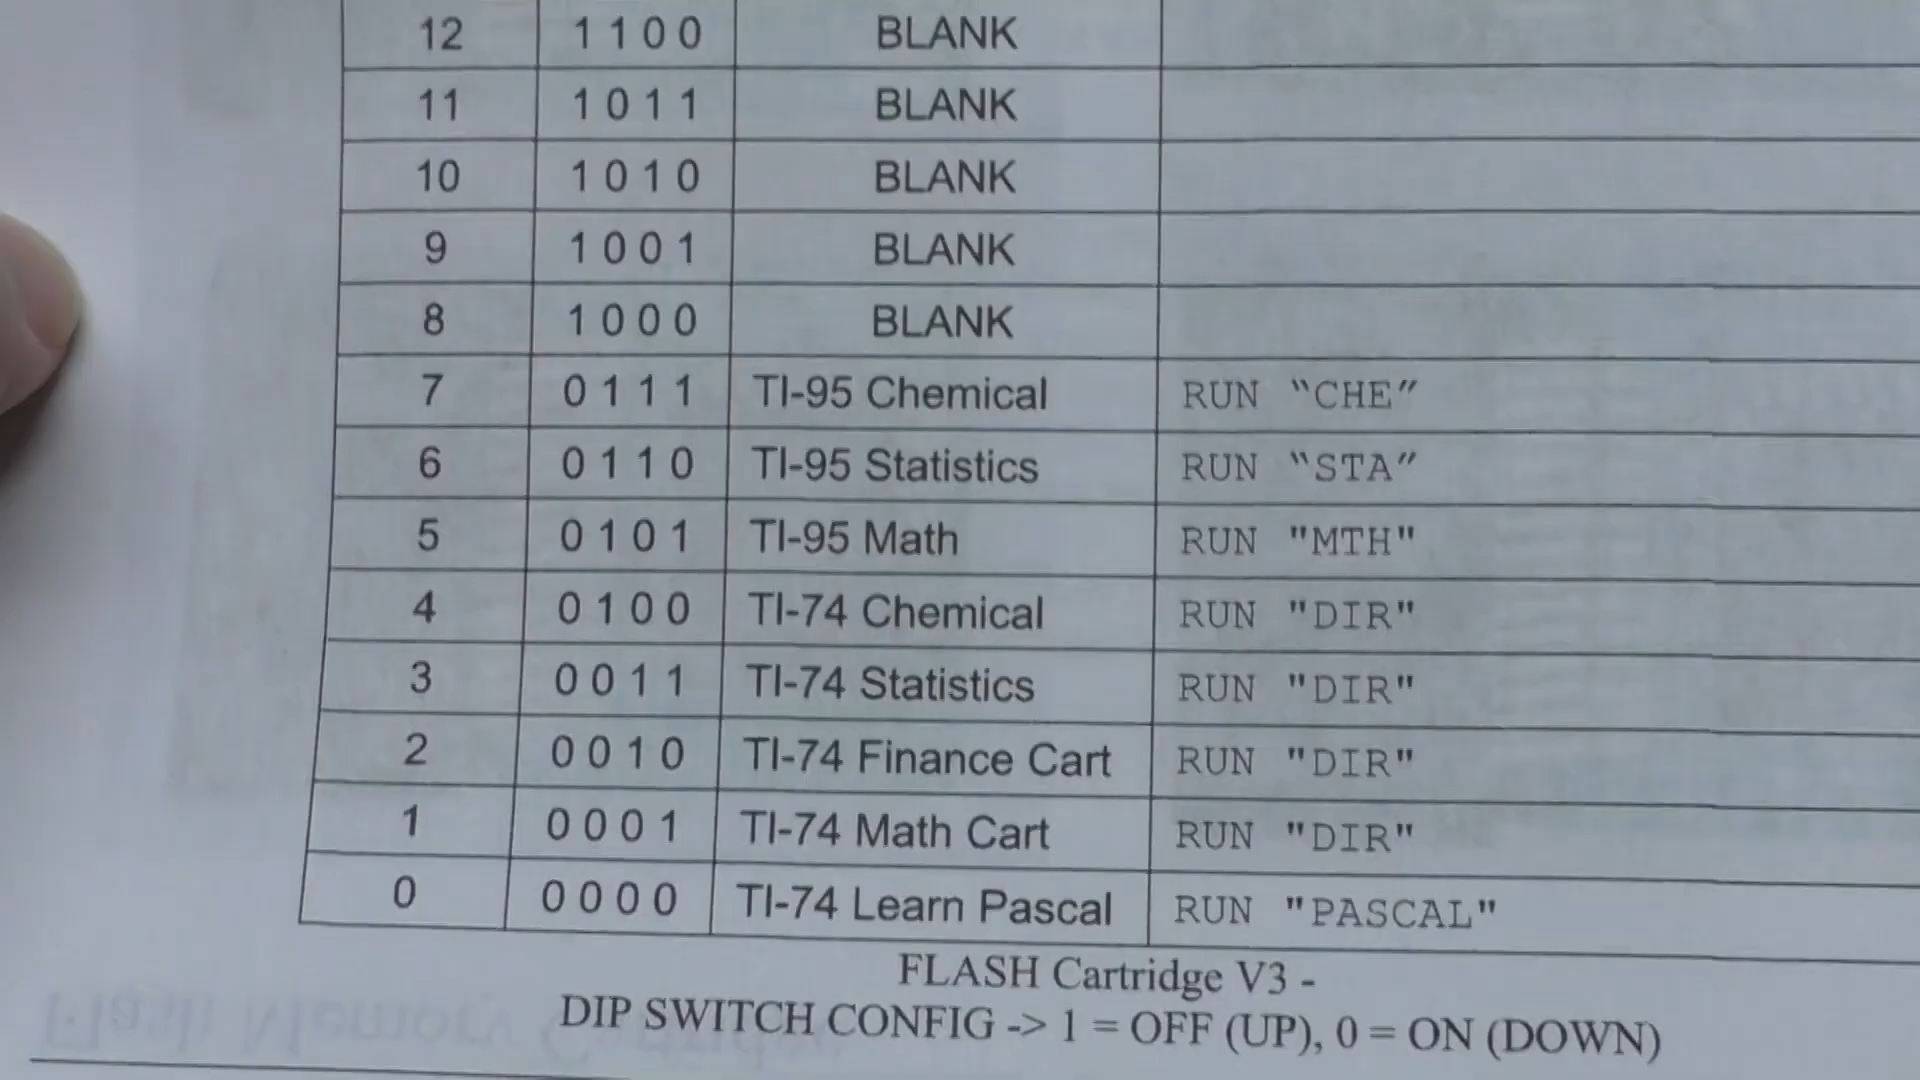 12 1 1 0 0 BLANK
11 1 0 1 1 BLANK
10 1 0 1 0 BLANK
9 1 0 0 1 BLANK
8 1 0 0 0 BLANK
7 0 1 1 1 TI-95 Chemical RUN “CHE”
6 0 1 1 0 TI-95 Statistics RUN “STA”
5 0 1 0 1 TI-95 Math RUN "MTH"
4 0 1 0 0 TI-74 Chemical RUN "DIR"
3 0 0 1 1 TI-74 Statistics RUN "DIR"
2 0 0 1 0 TI-74 Finance Cart RUN "DIR"
1 0 0 0 1 TI-74 Math Cart RUN "DIR"
0 0 0 0 0 TI-74 Learn Pascal RUN "PASCAL"
FLASH Cartridge V3 -
DIP SWITCH CONFIG -> 1 = OFF (UP), 0 = ON (DOWN)